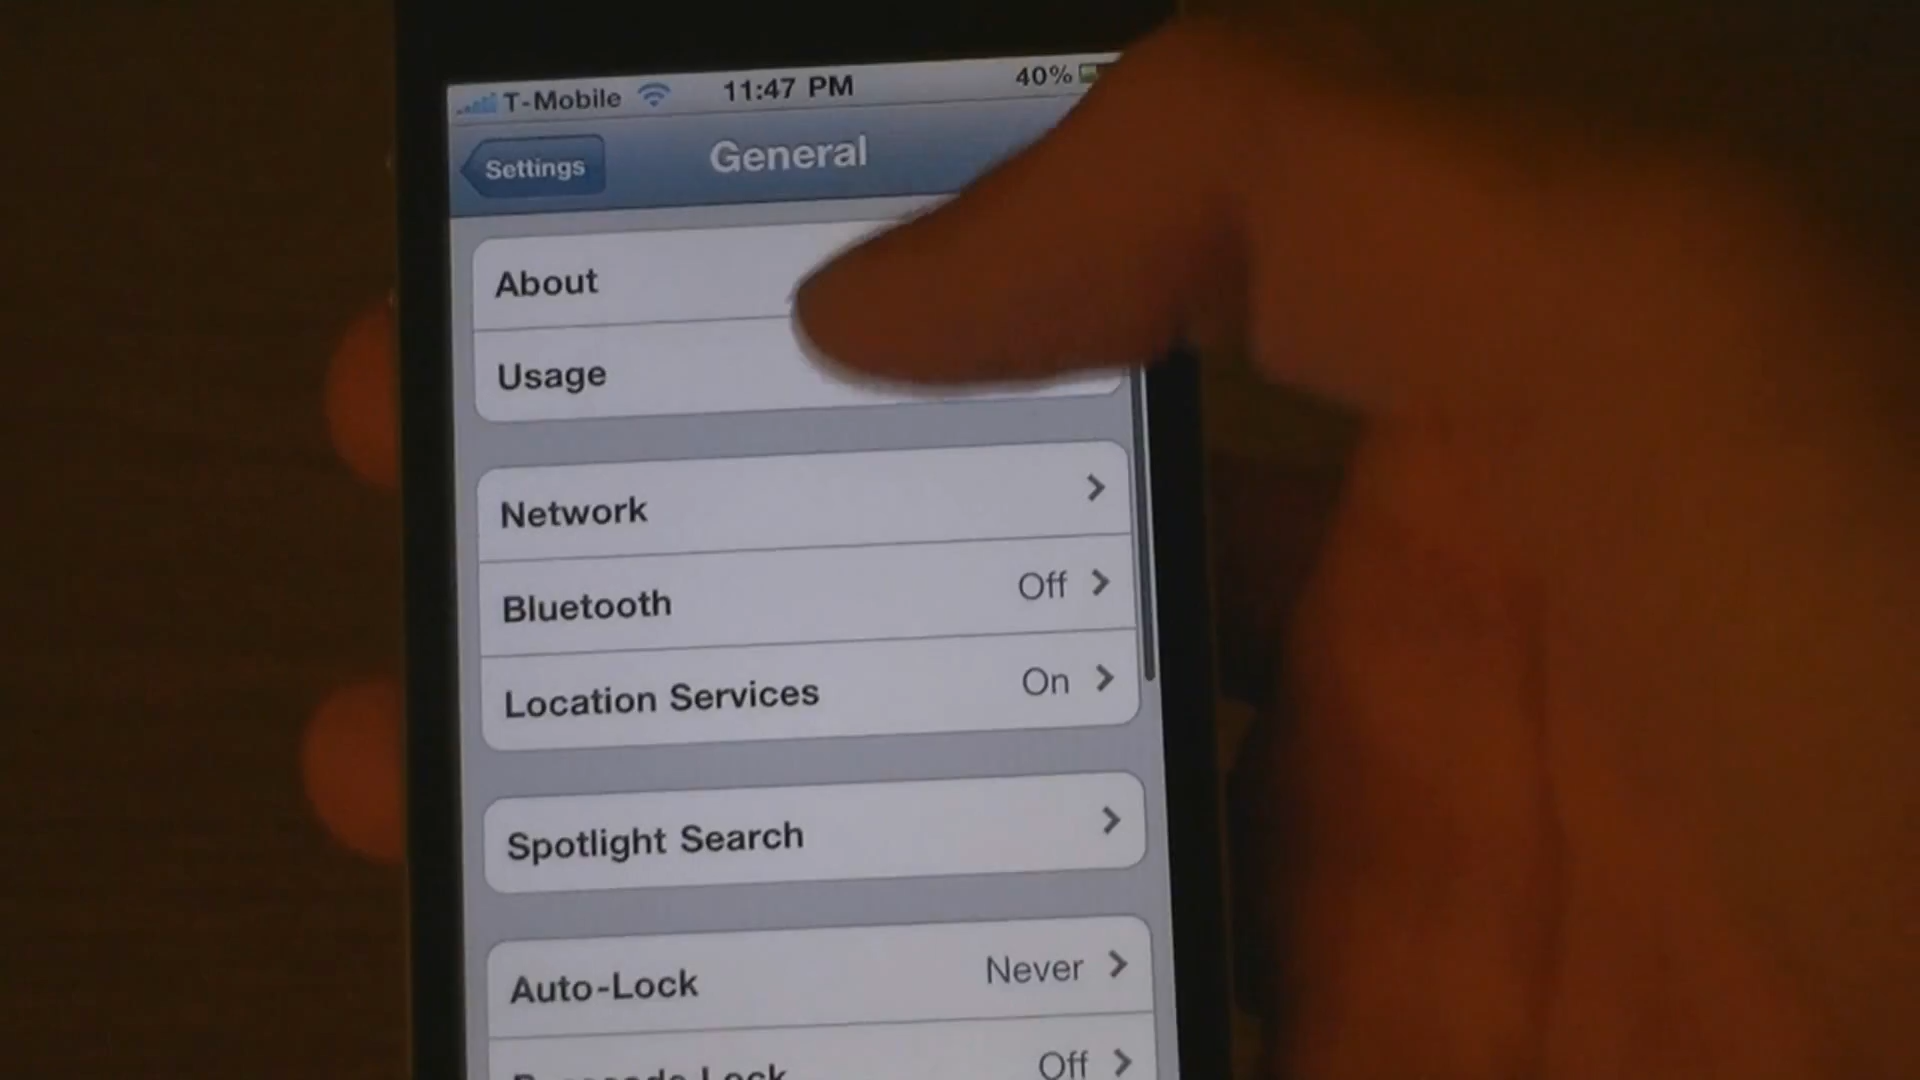 T-Mobile 11:47 PM 40%
Settings General
About
Usage
Network
Bluetooth Off
Location Services On
Spotlight Search
Auto-Lock Never
Lock Off